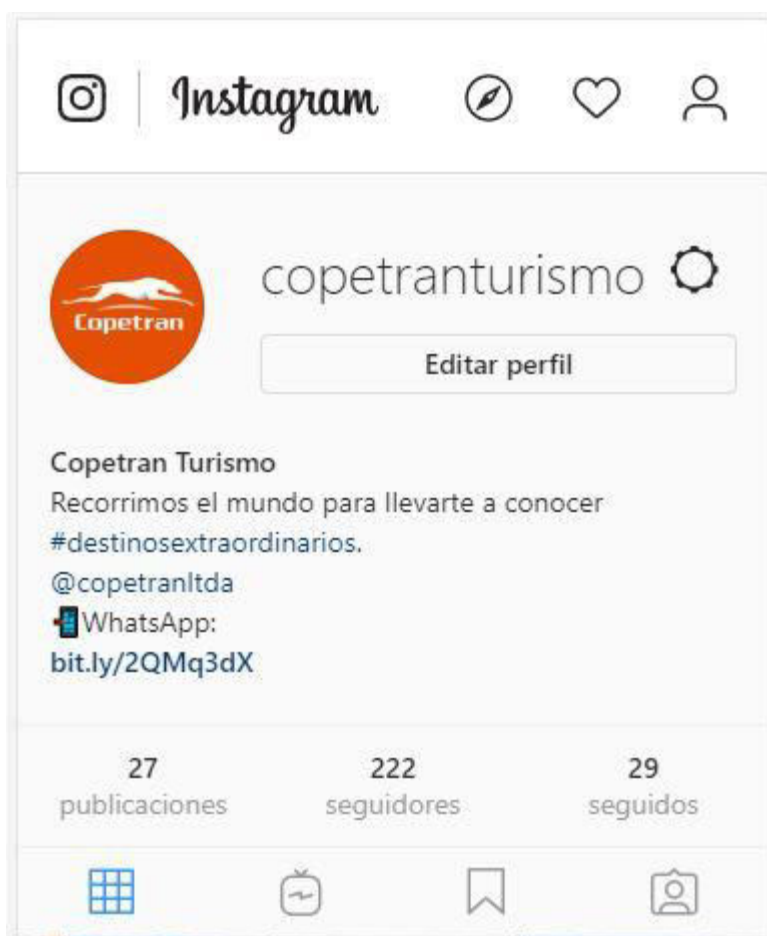 Instagram
Copetran
copetranturismo
Editar perfil
Copetran Turismo
Recorrimos el mundo para llevarte a conocer
#destinosextraordinarios.
@copetranltda
WhatsApp:
bit.ly/2QMq3dX
27 222 29
publicaciones seguidores seguidos